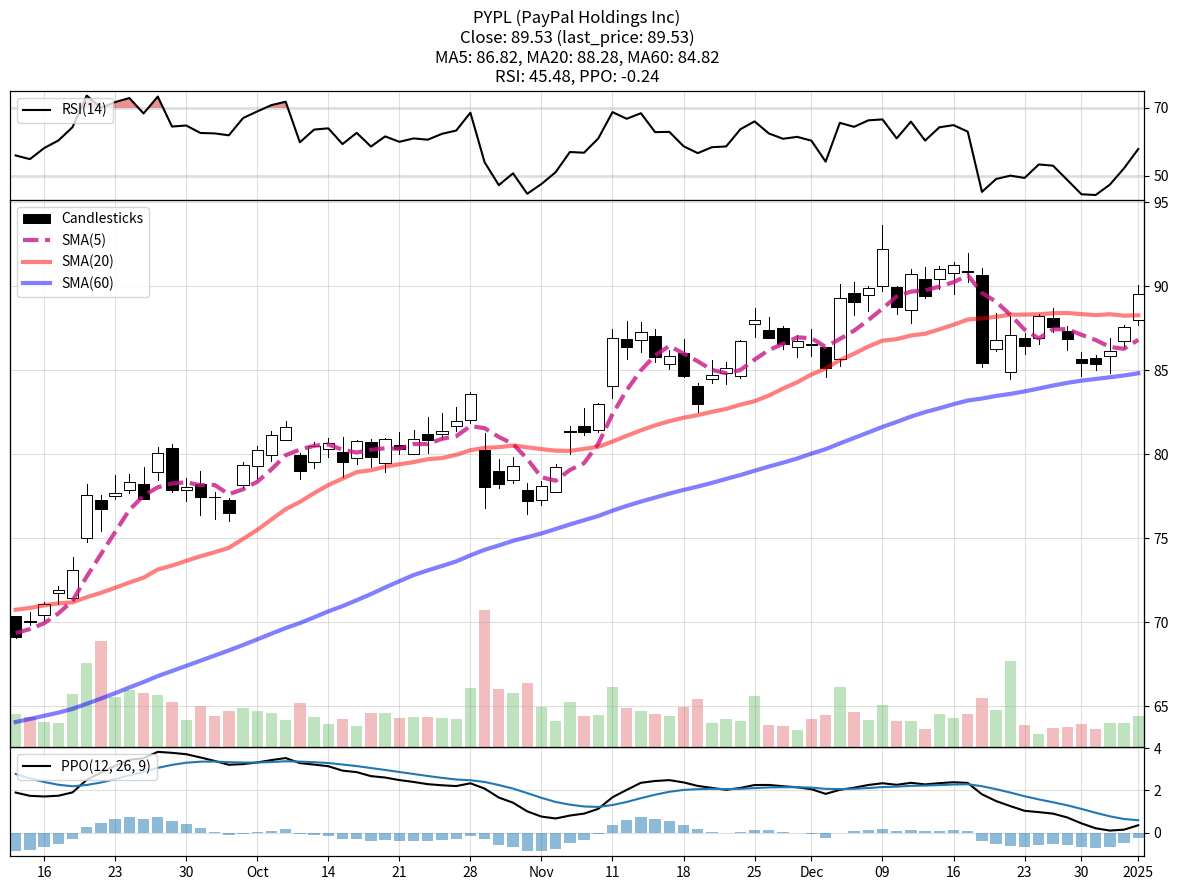 PYPL (PayPal Holdings Inc)
Close: 89.53 (last_price: 89.53)
MA5: 86.82, MA20: 88.28, MA60: 84.82
RSI: 45.48, PPO: -0.24
RSI(14)
70
50
Candlesticks
SMA(5)
SMA(20)
SMA(60)
95
90
85
80
75
70
65
PPO(12, 26, 9)
4
2
0
16 23 30 Oct 14 21 28 Nov 11 18 25 Dec 09 16 23 30 2025